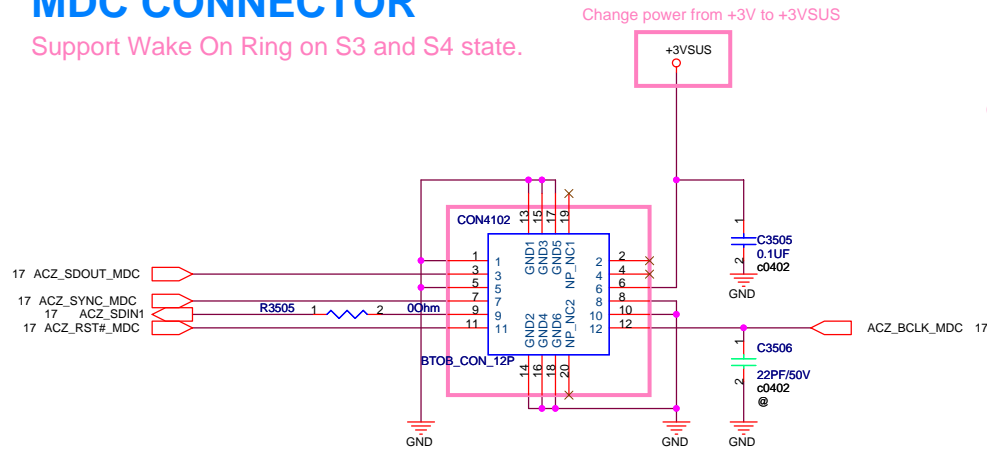 MDC CONNECTOR
Change power from +3V to +3VSUS
Support Wake On Ring on S3 and S4 state.
+3VSUS
CON4102
13
15
17
19
GND1
GND3
GND5
NP_NC1
1
3
5
7
9
11
1
3
5
7
9
11
2
4
6
8
10
12
2
4
6
8
10
12
GND2
GND4
GND6
NP_NC2
14
16
18
20
BTOB_CON_12P
17 ACZ_SDOUT_MDC
17 ACZ_SYNC_MDC
17 ACZ_SDIN1
17 ACZ_RST#_MDC
R3505 1 2 0Ohm
1
C3505
0.1UF
2 c0402
GND
ACZ_BCLK_MDC 17
1
C3506
22PF/50V
2 c0402
@
GND
GND
GND